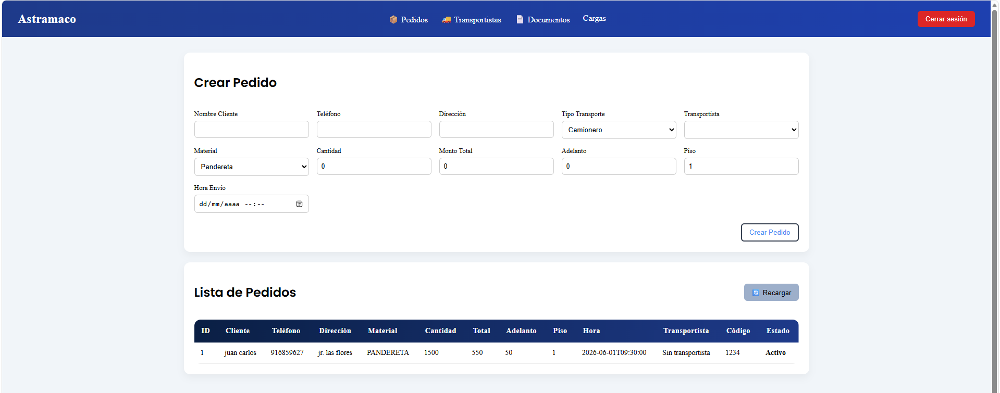 Astramaco
Pedidos Transportistas Documentos Cargas
Cerrar sesión
Crear Pedido
Nombre Cliente Teléfono Dirección Tipo Transporte Transportista
Camionero
Material Cantidad Monto Total Adelanto Piso
Pandereta 0 0 0 1
Hora Envío
dd/mm/aaaa --:--
Crear Pedido
Lista de Pedidos
Recargar
ID Cliente Teléfono Dirección Material Cantidad Total Adelanto Piso Hora Transportista Código Estado
1 juan carlos 916859627 jr. las flores PANDERETA 1500 550 50 1 2026-06-01T09:30:00 Sin transportista 1234 Activo